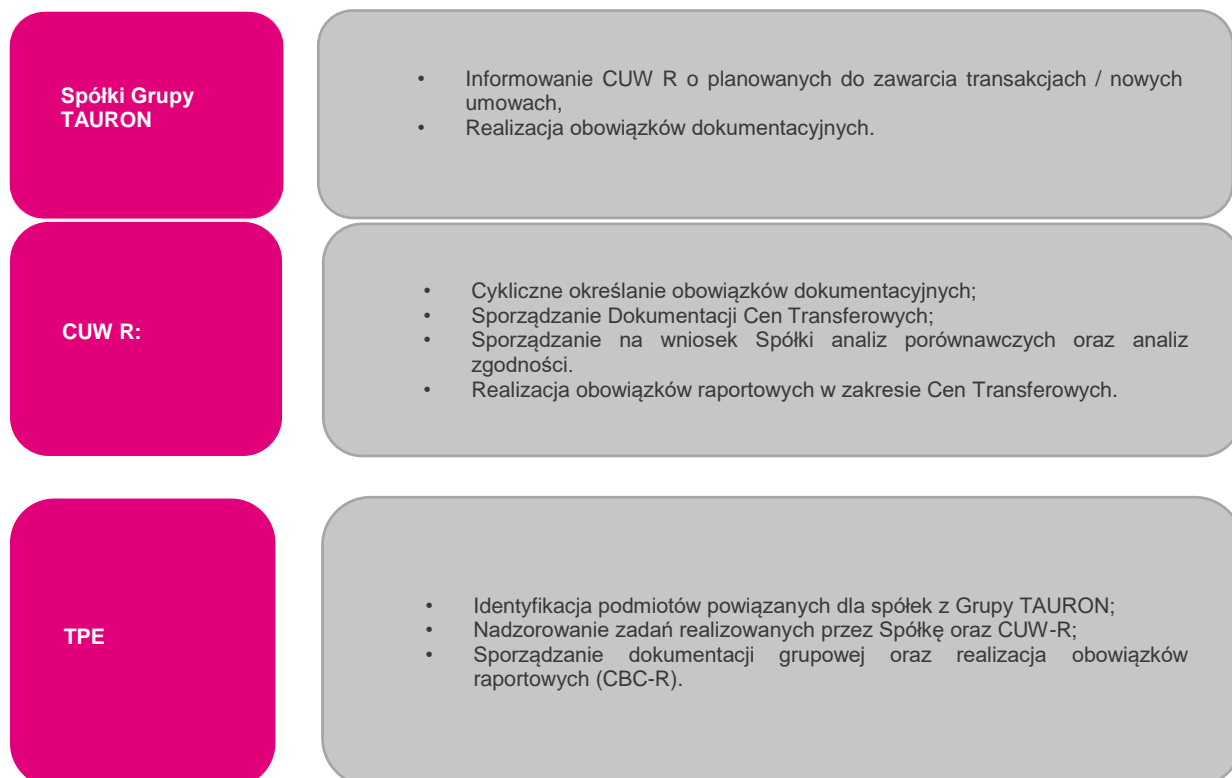 Spółki Grupy
TAURON
• Informowanie CUW R o planowanych do zawarcia transakcjach / nowych
umowach,
• Realizacja obowiązków dokumentacyjnych.
CUW R:
• Cykliczne określanie obowiązków dokumentacyjnych;
• Sporządzanie Dokumentacji Cen Transferowych;
• Sporządzanie na wniosek Spółki analiz porównawczych oraz analiz
zgodności.
• Realizacja obowiązków raportowych w zakresie Cen Transferowych.
TPE
• Identyfikacja podmiotów powiązanych dla spółek z Grupy TAURON;
• Nadzorowanie zadań realizowanych przez Spółkę oraz CUW-R;
• Sporządzanie dokumentacji grupowej oraz realizacja obowiązków
raportowych (CBC-R).